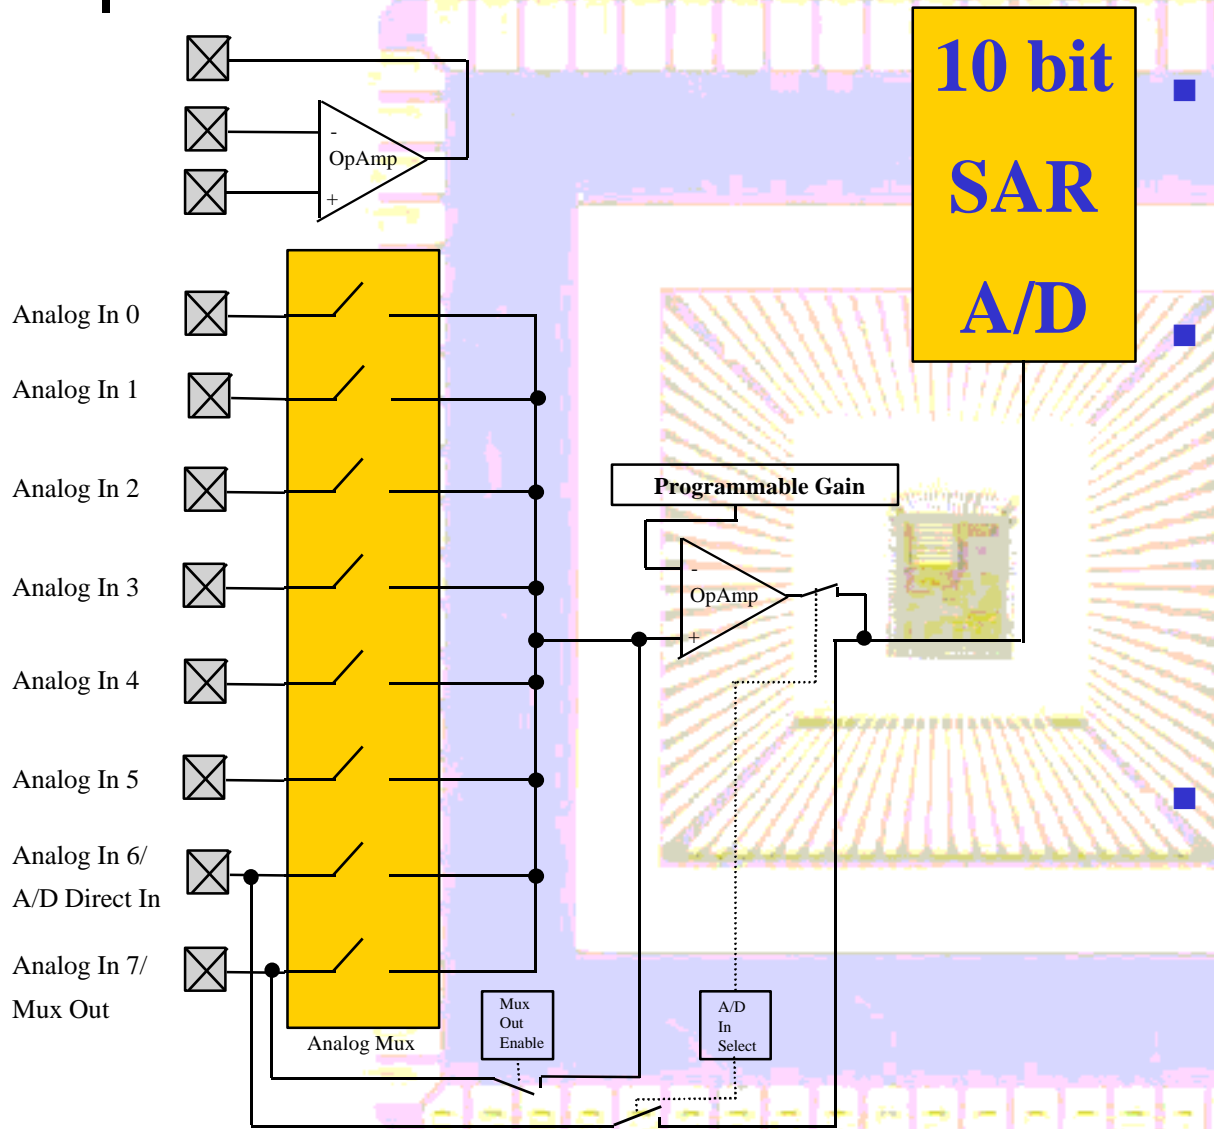 10 bit
SAR
A/D
-
OpAmp
+
Analog In 0
Analog In 1
Analog In 2
Programmable Gain
Analog In 3
-
OpAmp
+
Analog In 4
Analog In 5
Analog In 6/
A/D Direct In
Analog In 7/
Mux Out
Mux
Out
Enable
A/D
In
Select
Analog Mux